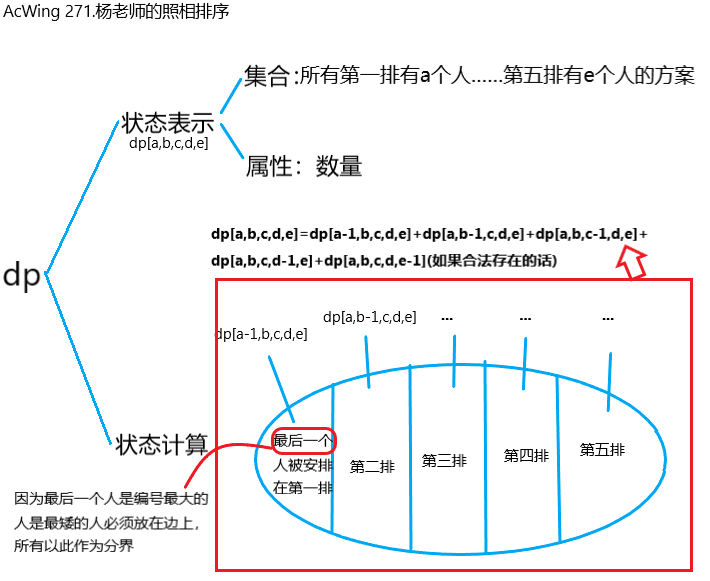 AcWing 271.杨老师的照相排序
集合:所有第一排有a个人......第五排有e个人的方案
状态表示
dp[a,b,c,d,e]
属性：数量
dp[a,b,c,d,e]=dp[a-1,b,c,d,e]+dp[a,b-1,c,d,e]+dp[a,b,c-1,d,e]+
dp[a,b,c,d-1,e]+dp[a,b,c,d,e-1](如果合法存在的话)
dp
dp[a-1,b,c,d,e]
dp[a,b-1,c,d,e]
...
...
...
状态计算
最后一个
人被安排
在第一排
第二排
第三排
第四排
第五排
因为最后一个人是编号最大的
人是最矮的人必须放在边上，
所有以此作为分界